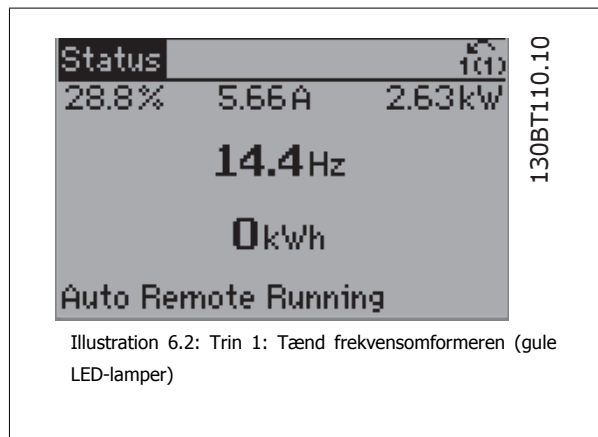 Status 1(1)
28.8% 5.66A 2.63kW
14.4Hz
0kWh
Auto Remote Running
130BT110.10
Illustration 6.2: Trin 1: Tænd frekvensomformeren (gule
LED-lamper)